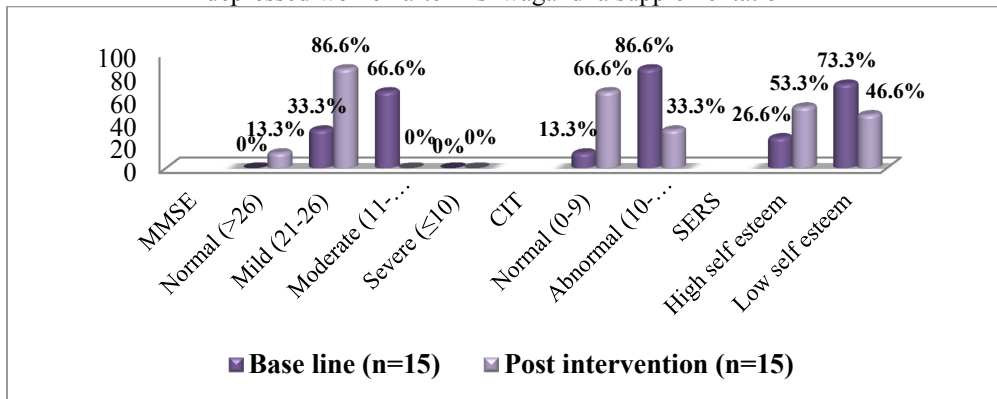 depressed women after Ashwagandha supplementation
100
80
60
40
20
0
0%
13.3%
33.3%
86.6%
66.6%
0%
0%
0%
13.3%
66.6%
86.6%
33.3%
26.6%
53.3%
73.3%
46.6%
MMSE
Normal (>26)
Mild (21-26)
Moderate (11-…
Severe (≤10)
CIT
Normal (0-9)
Abnormal (10-…
SERS
High self esteem
Low self esteem
Base line (n=15)
Post intervention (n=15)